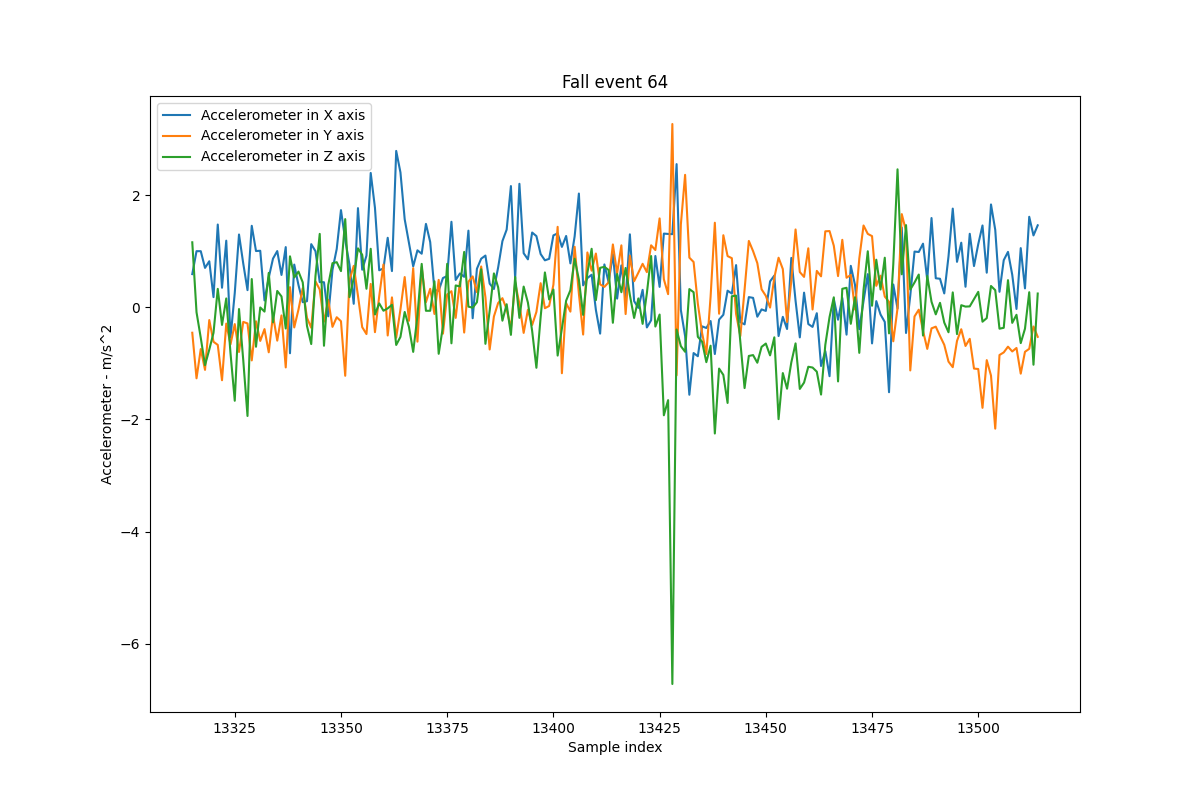 Fall event 64
Accelerometer in X axis
Accelerometer in Y axis
Accelerometer in Z axis
2
0
−2
−4
−6
Accelerometer - m/s^2
13325 13350 13375 13400 13425 13450 13475 13500
Sample index